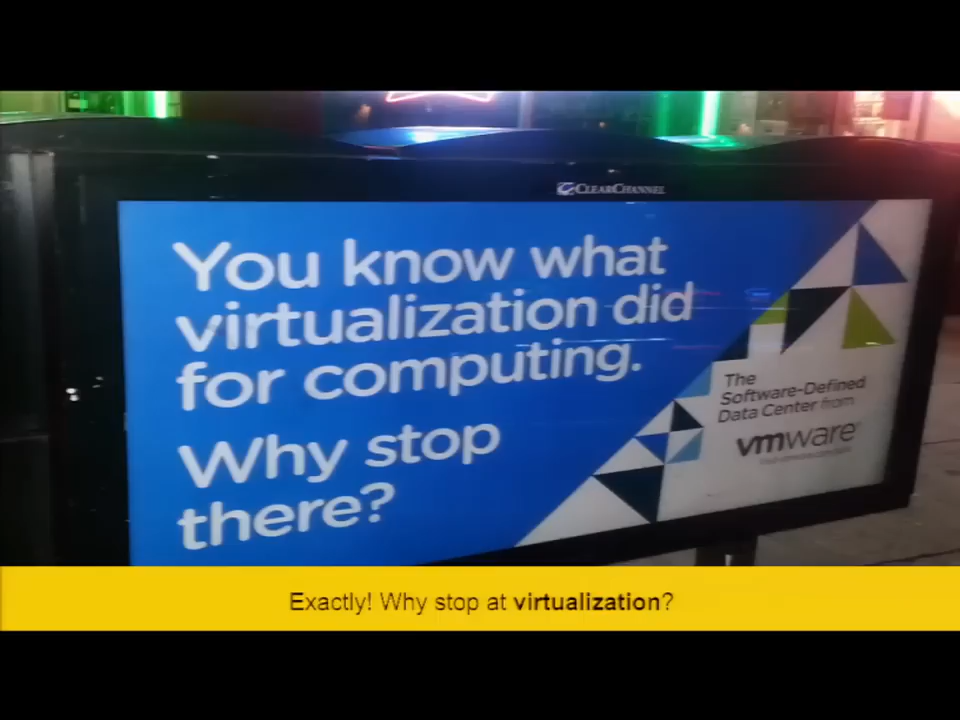 CLEARCHANNEL
You know what
virtualization did
for computing.
Why stop
there?
The
Software-Defined
Data Center from
vmware
Exactly! Why stop at virtualization?